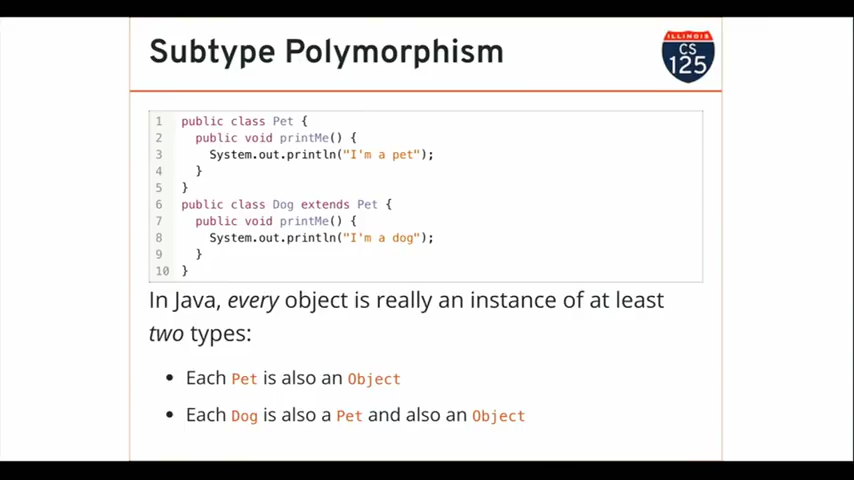 Subtype Polymorphism
ILLINOIS
CS
125
1 public class Pet {
2   public void printMe() {
3     System.out.println("I'm a pet");
4   }
5 }
6 public class Dog extends Pet {
7   public void printMe() {
8     System.out.println("I'm a dog");
9   }
10 }
In Java, every object is really an instance of at least
two types:
• Each Pet is also an Object
• Each Dog is also a Pet and also an Object